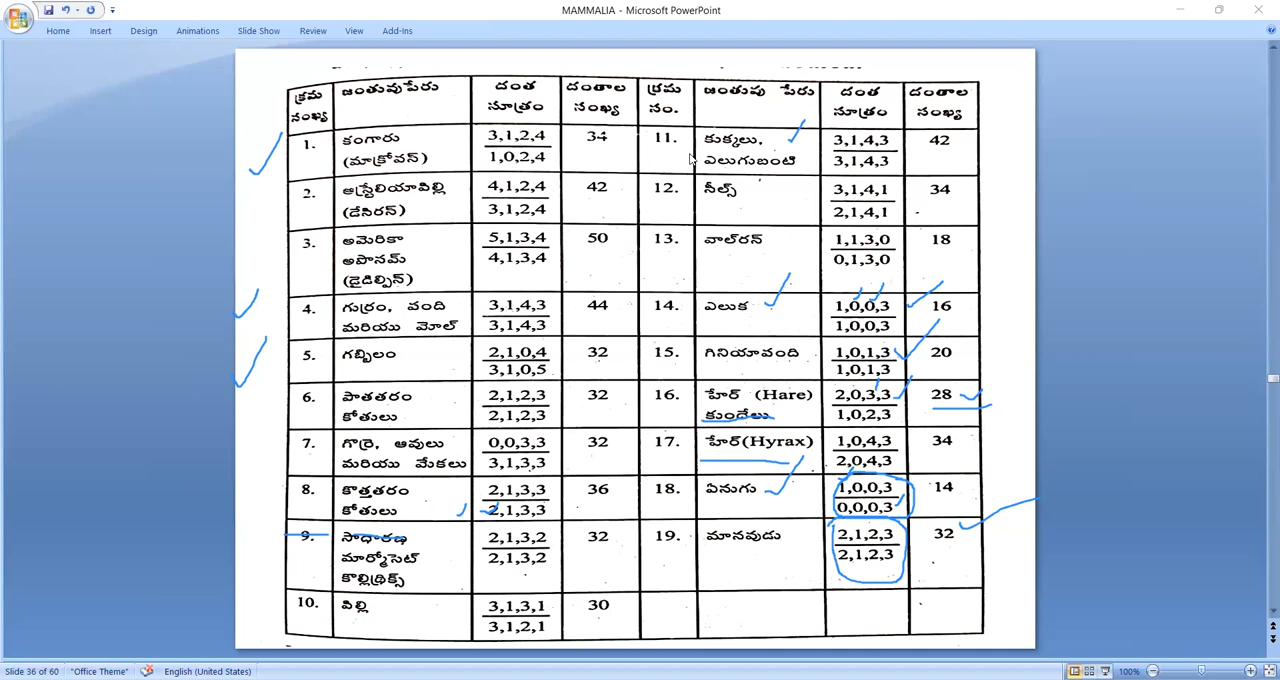 MAMMALIA - Microsoft PowerPoint
Home Insert Design Animations Slide Show Review View Add-Ins
క్రమ సంఖ్య జంతువుపేరు దంత సూత్రం దంతాల సంఖ్య క్రమ నం. జంతువు పేరు దంత సూత్రం దంతాల సంఖ్య
1. కంగారు (మాక్రోవస్) 3,1,2,4 1,0,2,4 34 11. కుక్కలు, ఎలుగుబంటి 3,1,4,3 3,1,4,3 42
2. ఆస్ట్రేలియాపిల్లి (డేసిరస్) 4,1,2,4 3,1,2,4 42 12. సీల్స్ 3,1,4,1 2,1,4,1 34
3. అమెరికా అపొసమ్ (డైడిల్ఫిస్) 5,1,3,4 4,1,3,4 50 13. వాల్‌రస్ 1,1,3,0 0,1,3,0 18
4. గుర్రం, పంది మరియు మోల్ 3,1,4,3 3,1,4,3 44 14. ఎలుక 1,0,0,3 1,0,0,3 16
5. గబ్బిలం 2,1,0,4 3,1,0,5 32 15. గినియాపంది 1,0,1,3 1,0,1,3 20
6. పాతతరం కోతులు 2,1,2,3 2,1,2,3 32 16. హేర్ (Hare) కుందేలు 2,0,3,3 1,0,2,3 28
7. గొర్రె, ఆవులు మరియు మేకలు 0,0,3,3 3,1,3,3 32 17. హేర్(Hyrax) 1,0,4,3 2,0,4,3 34
8. కొత్తతరం కోతులు 2,1,3,3 2,1,3,3 36 18. ఏనుగు 1,0,0,3 0,0,0,3 14
9. సాధారణ మార్మోసెట్ కాల్లిథ్రిక్స్ 2,1,3,2 2,1,3,2 32 19. మానవుడు 2,1,2,3 2,1,2,3 32
10. పిల్లి 3,1,3,1 3,1,2,1 30
Slide 36 of 60 "Office Theme" English (United States) 100%